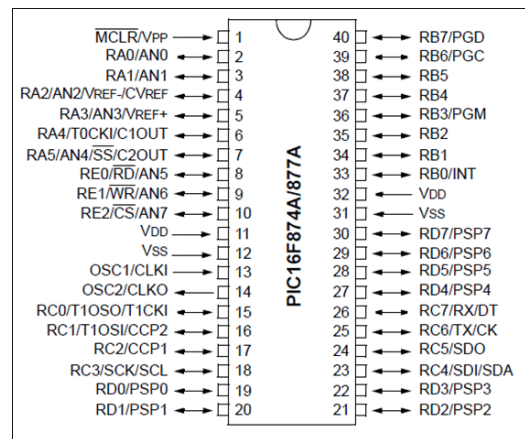 MCLR/VPP 1 40 RB7/PGD
RA0/AN0 2 39 RB6/PGC
RA1/AN1 3 38 RB5
RA2/AN2/VREF-/CVREF 4 37 RB4
RA3/AN3/VREF+ 5 36 RB3/PGM
RA4/T0CKI/C1OUT 6 35 RB2
RA5/AN4/SS/C2OUT 7 34 RB1
RE0/RD/AN5 8 33 RB0/INT
RE1/WR/AN6 9 32 VDD
RE2/CS/AN7 10 31 VSS
VDD 11 30 RD7/PSP7
VSS 12 29 RD6/PSP6
OSC1/CLKI 13 28 RD5/PSP5
OSC2/CLKO 14 27 RD4/PSP4
RC0/T1OSO/T1CKI 15 26 RC7/RX/DT
RC1/T1OSI/CCP2 16 25 RC6/TX/CK
RC2/CCP1 17 24 RC5/SDO
RC3/SCK/SCL 18 23 RC4/SDI/SDA
RD0/PSP0 19 22 RD3/PSP3
RD1/PSP1 20 21 RD2/PSP2
PIC16F874A/877A